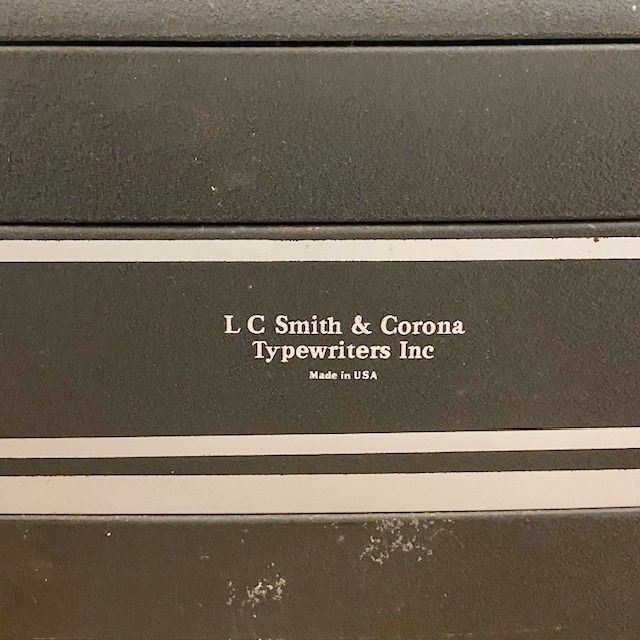 L C Smith & Corona
Typewriters Inc
Made in USA